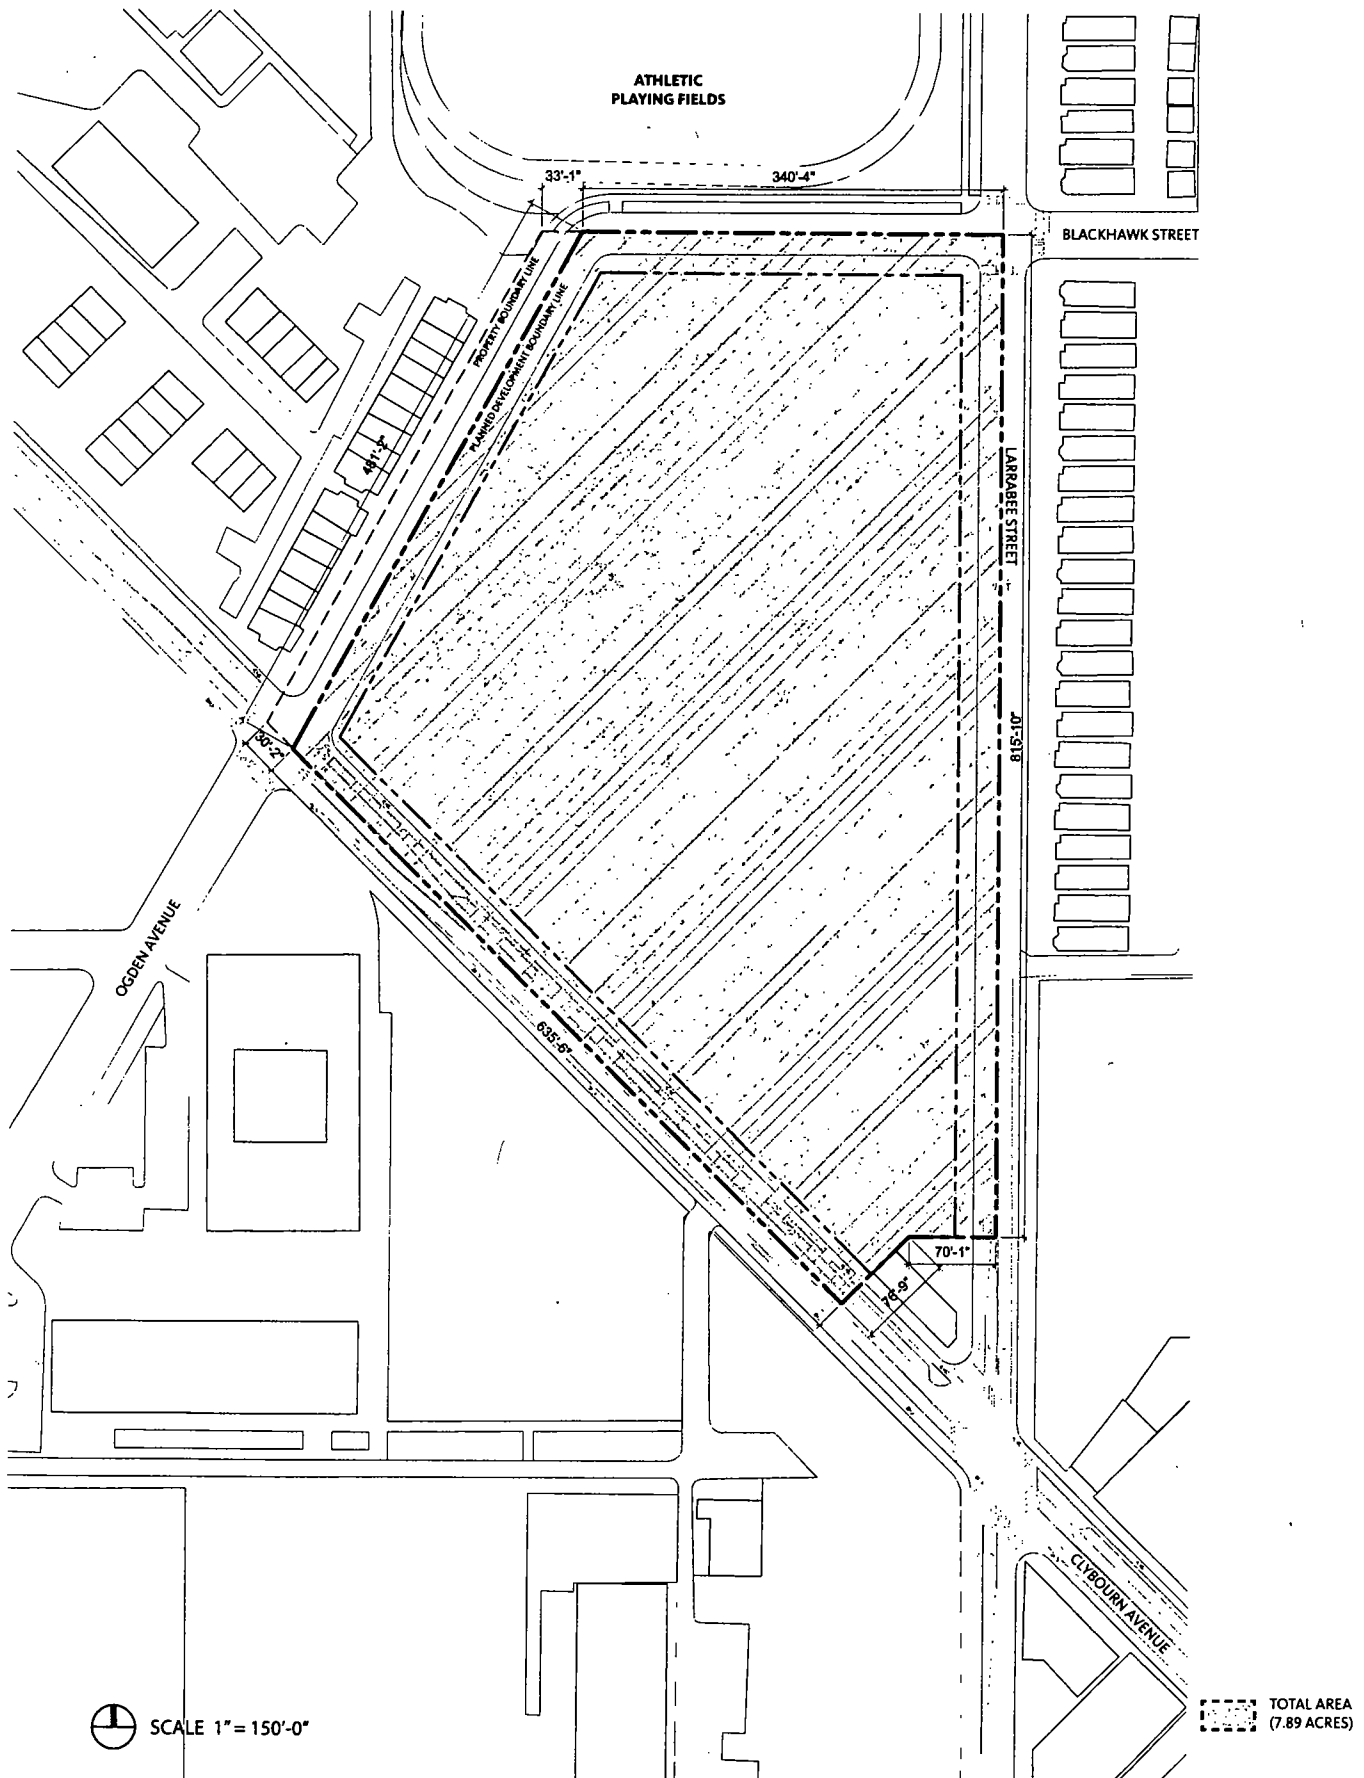 ATHLETIC
PLAYING FIELDS
33'-1"
340'-4"
BLACKHAWK STREET
PROPERTY BOUNDARY LINE
PLANNED DEVELOPMENT BOUNDARY LINE
481'-2"
LARRABEE STREET
815'-10"
30'-2"
OGDEN AVENUE
635'-6"
70'-1"
76'-9"
CLYBOURN AVENUE
SCALE 1" = 150'-0"
TOTAL AREA
(7.89 ACRES)